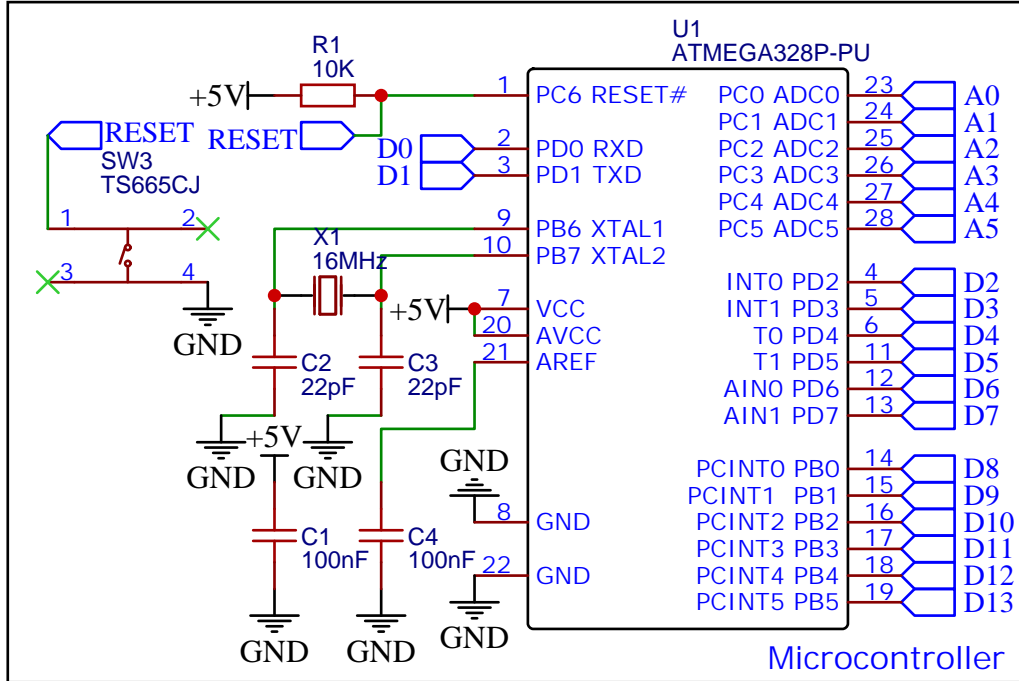 U1
ATMEGA328P-PU
R1
10K
+5V
RESET
RESET
SW3
TS665CJ
1 2
3 4
GND
D0
D1
X1
16MHz
+5V
C2
22pF
C3
22pF
GND
GND
+5V
C1
100nF
C4
100nF
GND
GND
GND
GND
1 PC6 RESET#
2 PD0 RXD
3 PD1 TXD
9 PB6 XTAL1
10 PB7 XTAL2
7 VCC
20 AVCC
21 AREF
8 GND
22 GND
PC0 ADC0 23 A0
PC1 ADC1 24 A1
PC2 ADC2 25 A2
PC3 ADC3 26 A3
PC4 ADC4 27 A4
PC5 ADC5 28 A5
INT0 PD2 4 D2
INT1 PD3 5 D3
T0 PD4 6 D4
T1 PD5 11 D5
AIN0 PD6 12 D6
AIN1 PD7 13 D7
PCINT0 PB0 14 D8
PCINT1 PB1 15 D9
PCINT2 PB2 16 D10
PCINT3 PB3 17 D11
PCINT4 PB4 18 D12
PCINT5 PB5 19 D13
Microcontroller